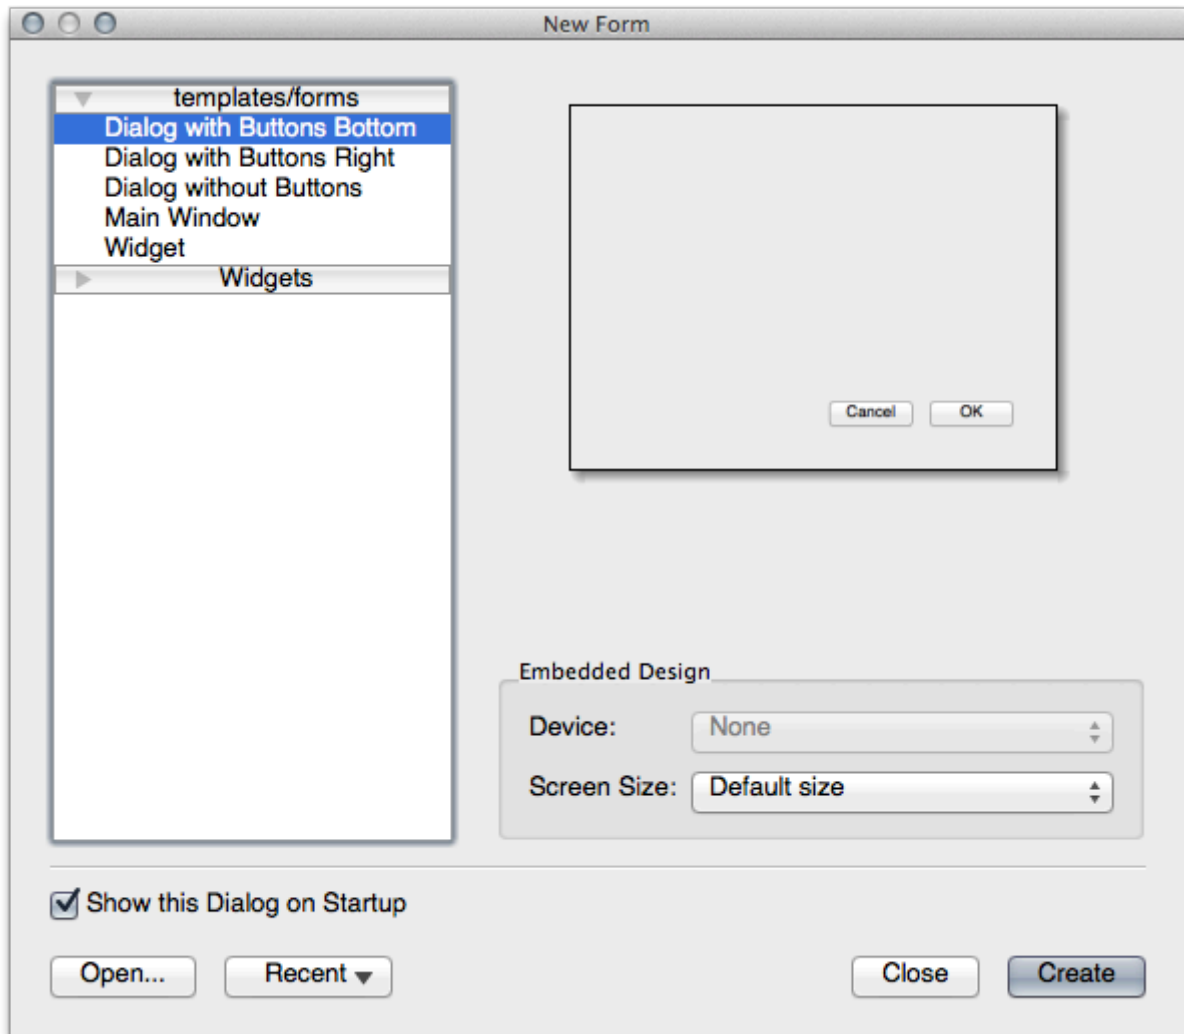 New Form
templates/forms
Dialog with Buttons Bottom
Dialog with Buttons Right
Dialog without Buttons
Main Window
Widget
Widgets
Cancel OK
Embedded Design
Device: None
Screen Size: Default size
Show this Dialog on Startup
Open... Recent Close Create